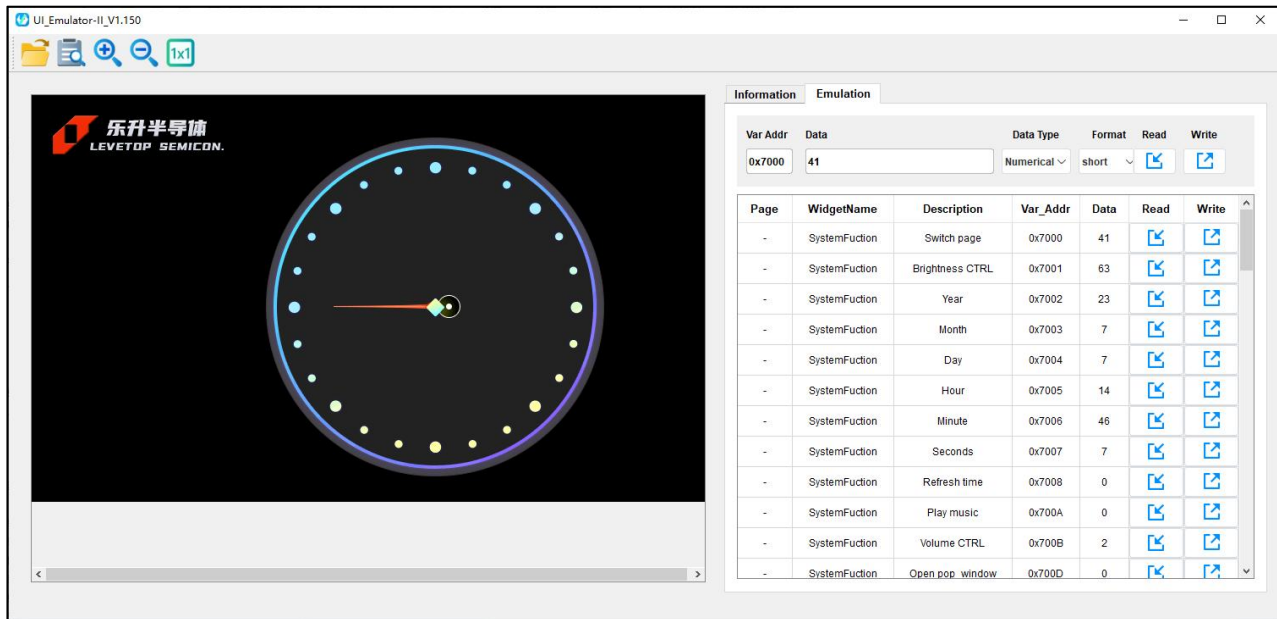 UI_Emulator-II_V1.150
1x1
乐升半导体
LEVETOP SEMICON.
Information Emulation
Var Addr Data Data Type Format Read Write
0x7000 41 Numerical short
Page WidgetName Description Var_Addr Data Read Write
- SystemFuction Switch page 0x7000 41
- SystemFuction Brightness CTRL 0x7001 63
- SystemFuction Year 0x7002 23
- SystemFuction Month 0x7003 7
- SystemFuction Day 0x7004 7
- SystemFuction Hour 0x7005 14
- SystemFuction Minute 0x7006 46
- SystemFuction Seconds 0x7007 7
- SystemFuction Refresh time 0x7008 0
- SystemFuction Play music 0x700A 0
- SystemFuction Volume CTRL 0x700B 2
- SystemFuction Open pop_window 0x700D 0